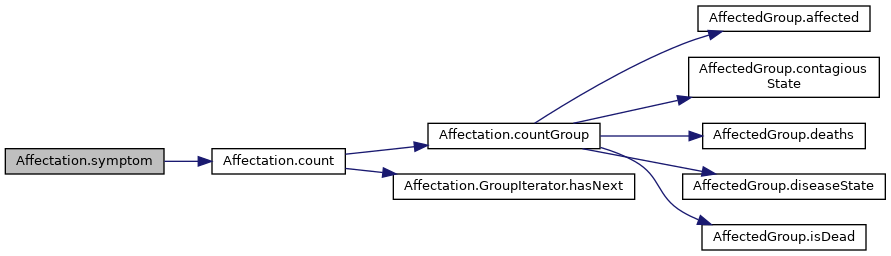 Affectation.symptom
Affectation.count
Affectation.countGroup
Affectation.GroupIterator.hasNext
AffectedGroup.affected
AffectedGroup.contagious
State
AffectedGroup.deaths
AffectedGroup.diseaseState
AffectedGroup.isDead